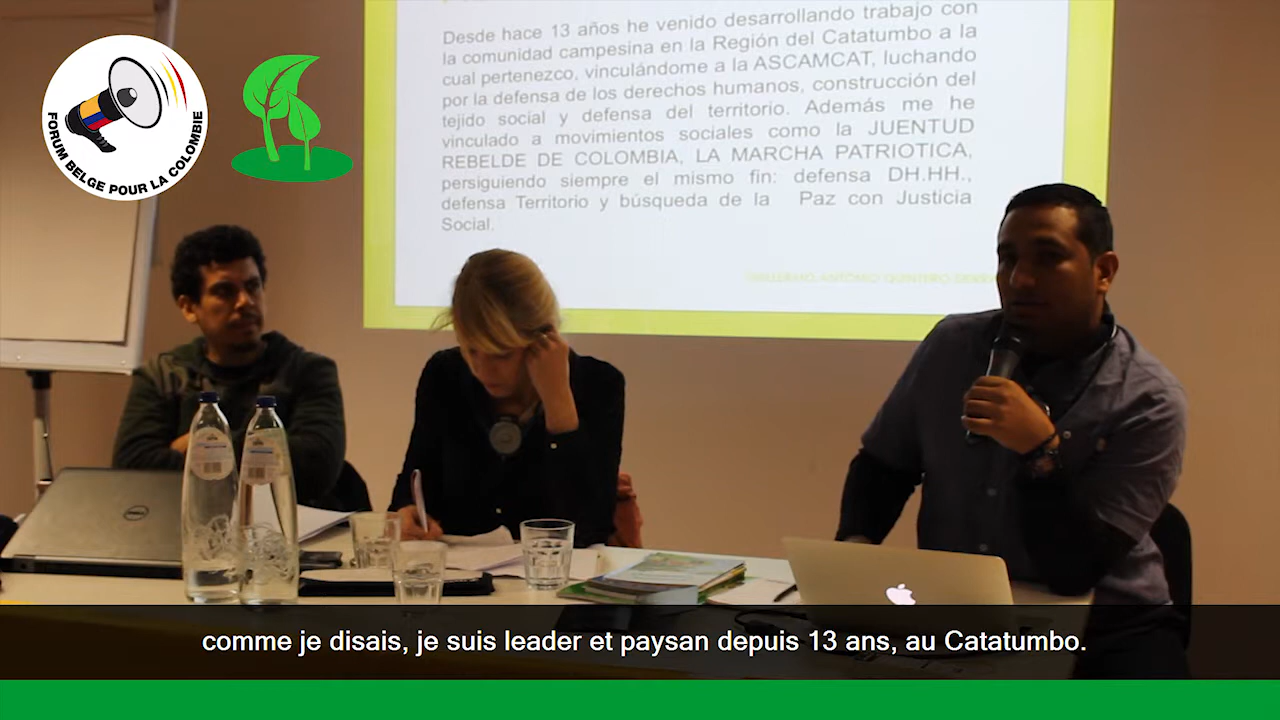 Desde hace 13 años he venido desarrollando trabajo con
la comunidad campesina en la Región del Catatumbo a la
cual pertenezco, vinculándome a la ASCAMCAT, luchando
por la defensa de los derechos humanos, construcción del
tejido social y defensa del territorio. Además me he
vinculado a movimientos sociales como la JUENTUD
REBELDE DE COLOMBIA, LA MARCHA PATRIOTICA,
persiguiendo siempre el mismo fin: defensa DH.HH.,
defensa Territorio y búsqueda de la Paz con Justicia
Social.
GUILLERMO ANTONIO QUINTERO
FORUM BELGE POUR LA COLOMBIE
DELL
comme je disais, je suis leader et paysan depuis 13 ans, au Catatumbo.